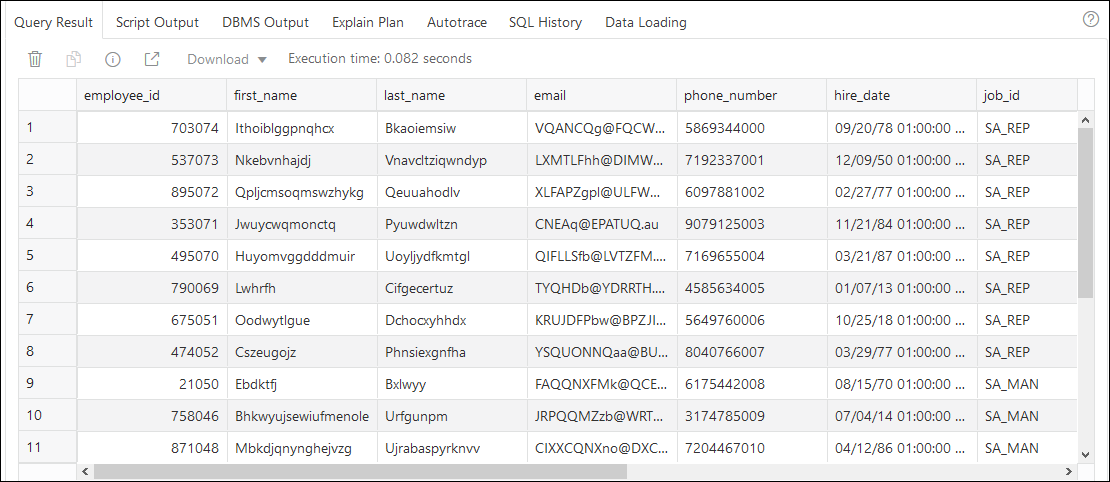 Query Result Script Output DBMS Output Explain Plan Autotrace SQL History Data Loading
Download Execution time: 0.082 seconds
employee_id first_name last_name email phone_number hire_date job_id
1 703074 Ithoiblggpnqhcx Bkaoiemsiw VQANCQg@FQCW... 5869344000 09/20/78 01:00:00 ... SA_REP
2 537073 Nkebvnhajdj Vnavcltziqwndyp LXMTLFhh@DIMW... 7192337001 12/09/50 01:00:00 ... SA_REP
3 895072 Qpljcmsoqmswzhykg Qeuuahodlv XLFAPZgpl@ULFW... 6097881002 02/27/77 01:00:00 ... SA_REP
4 353071 Jwuycwqmonctq Pyuwdwltzn CNEAq@EPATUQ.au 9079125003 11/21/84 01:00:00 ... SA_REP
5 495070 Huyomvggdddmuir Uoyljydfkmtgl QIFLLSfb@LVTZFM.... 7169655004 03/21/87 01:00:00 ... SA_REP
6 790069 Lwhrfh Cifgecertuz TYQHDb@YDRRTH.... 4585634005 01/07/13 01:00:00 ... SA_REP
7 675051 Oodwytlgue Dchocxyhhdx KRUJDFPbw@BPZJI... 5649760006 10/25/18 01:00:00 ... SA_REP
8 474052 Cszeugojz Phnsiexgnfha YSQUONNQaa@BU... 8040766007 03/29/77 01:00:00 ... SA_REP
9 21050 Ebdktfj Bxlwyy FAQQNXFMk@QCE... 6175442008 08/15/70 01:00:00 ... SA_MAN
10 758046 Bhkwyujsewiufmenole Urfgunpm JRPQQMZzb@WRT... 3174785009 07/04/14 01:00:00 ... SA_MAN
11 871048 Mbkdjqnynghejvzg Ujrabaspyrknvv CIXXCQNXno@DXC... 7204467010 04/12/86 01:00:00 ... SA_MAN